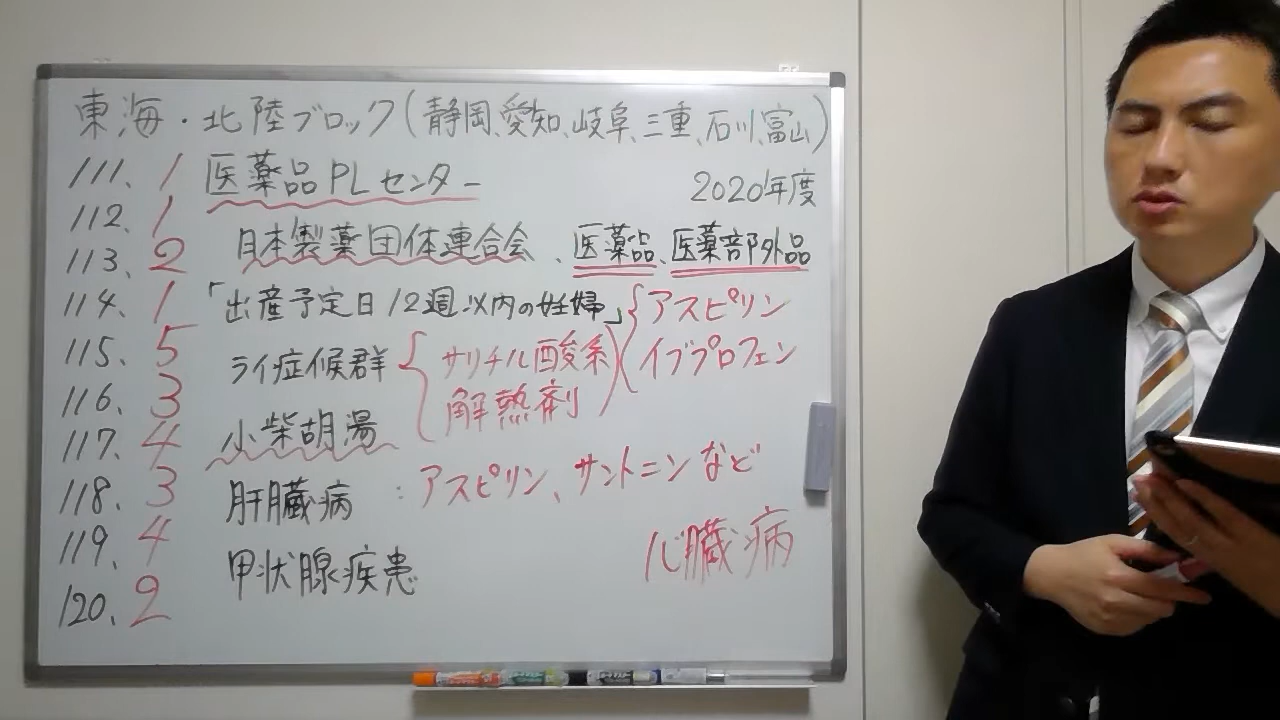 東海・北陸ブロック(静岡、愛知、岐阜、三重、石川、富山)
111. 1 医薬品PLセンター 2020年度
112. 1
113. 2 日本製薬団体連合会、医薬品、医薬部外品
114. 1 「出産予定日12週以内の妊婦」{アスピリン
115. 5 ライ症候群{サリチル酸系(イブプロフェン
116. 3 解熱剤)
117. 4 小柴胡湯
118. 3 肝臓病:アスピリン、サントニンなど
119. 4 心臓病
120. 2 甲状腺疾患